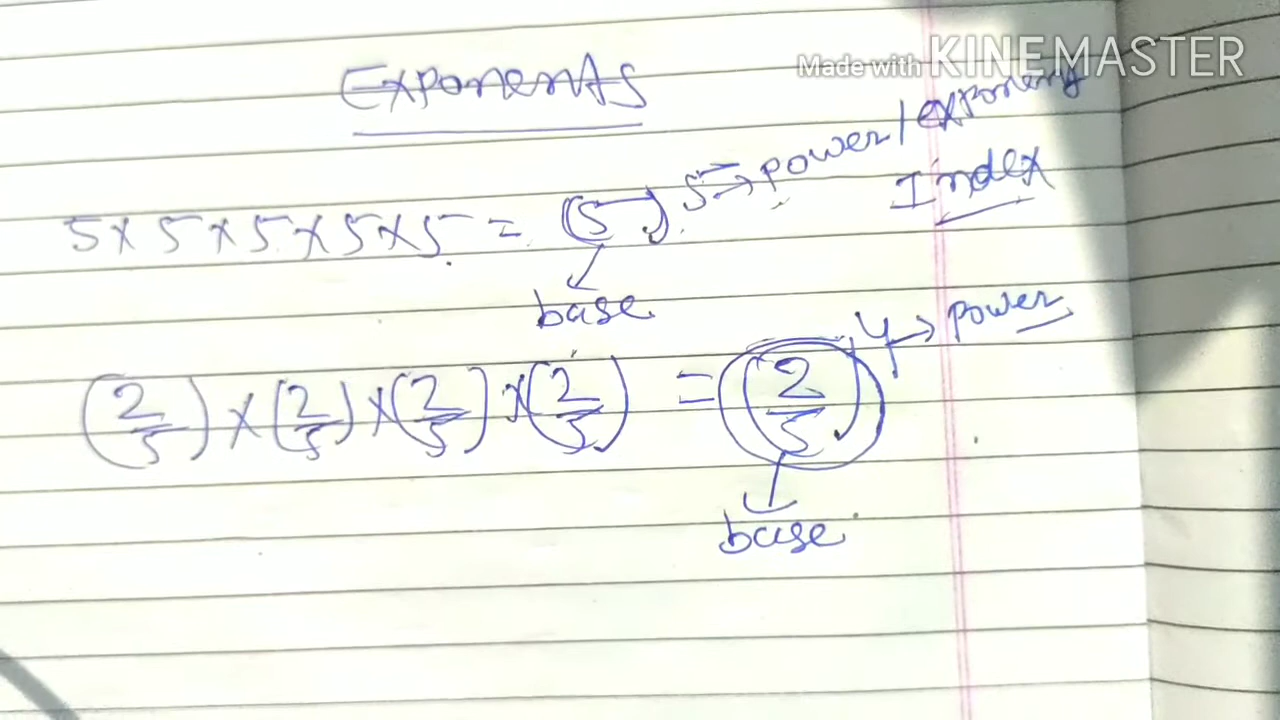 Made with KINEMASTER
Exponents
5×5×5×5×5 = (5)⁵ → power/exponent
Index
base
(2/5)×(2/5)×(2/5)×(2/5) = (2/5)⁴ → power
base